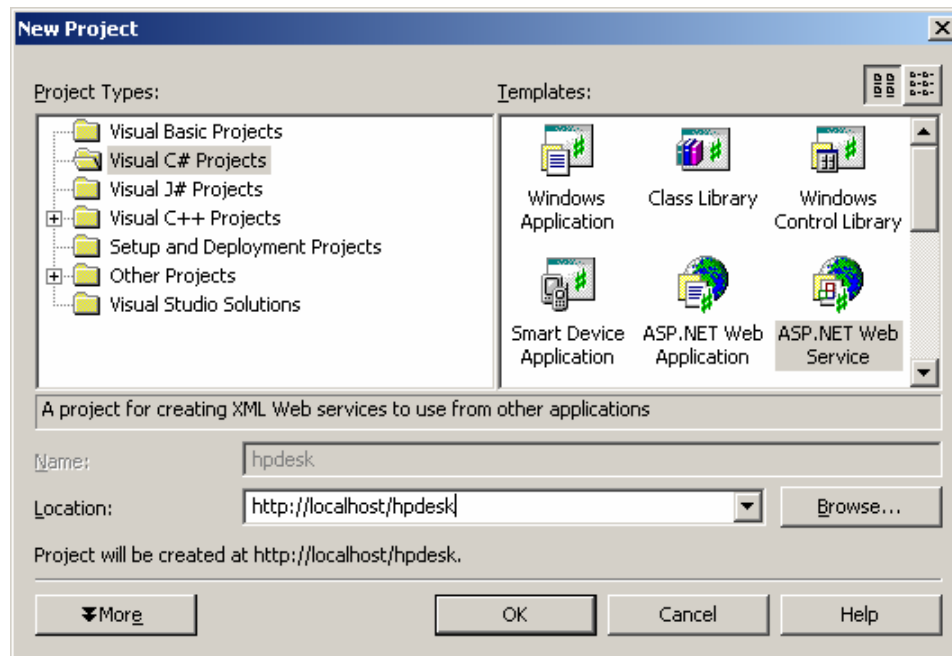 New Project
Project Types:
Templates:
Visual Basic Projects
Visual C# Projects
Visual J# Projects
Visual C++ Projects
Setup and Deployment Projects
Other Projects
Visual Studio Solutions
Windows
Application
Class Library
Windows
Control Library
Smart Device
Application
ASP.NET Web
Application
ASP.NET Web
Service
A project for creating XML Web services to use from other applications
Name:
hpdesk
Location:
http://localhost/hpdesk
Browse...
Project will be created at http://localhost/hpdesk.
More
OK
Cancel
Help